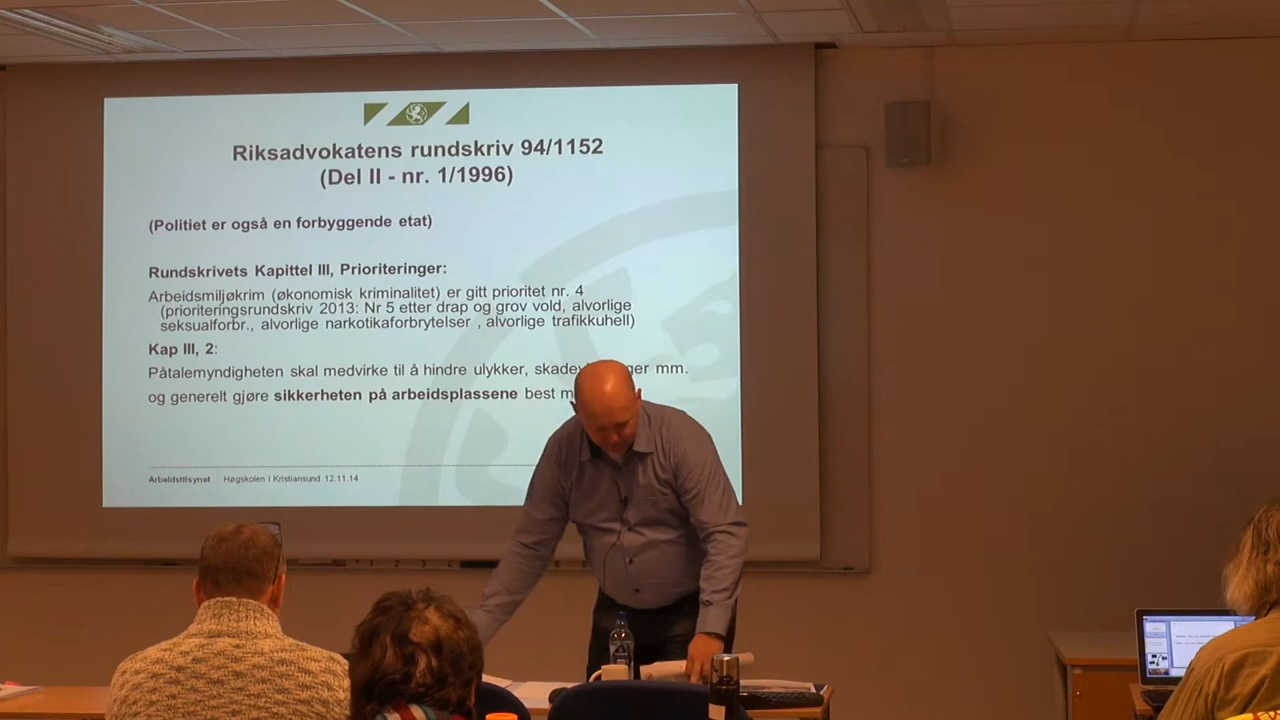 Riksadvokatens rundskriv 94/1152
(Del II - nr. 1/1996)
(Politiet er også en forbyggende etat)
Rundskrivets Kapittel III, Prioriteringer:
Arbeidsmiljøkrim (økonomisk kriminalitet) er gitt prioritet nr. 4
(prioriteringsrundskriv 2013: Nr 5 etter drap og grov vold, alvorlige
seksualforbr., alvorlige narkotikaforbrytelser , alvorlige trafikkuhell)
Kap III, 2:
Påtalemyndigheten skal medvirke til å hindre ulykker, mm.
og generelt gjøre sikkerheten på arbeidsplassene best
Arbeidstilsynet Høgskolen i Kristiansund 12.11.14